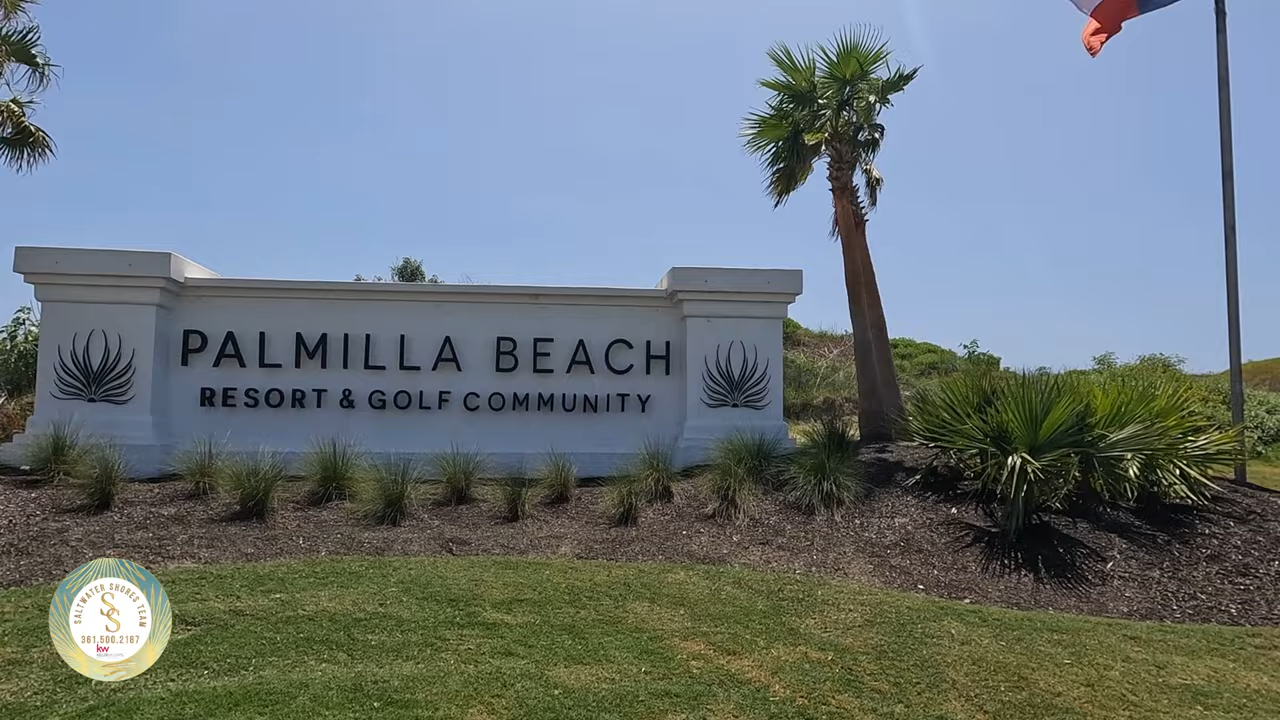 PALMILLA BEACH
RESORT & GOLF COMMUNITY
SALTWATER SHORES TEAM
SS
361.500.2187
kw